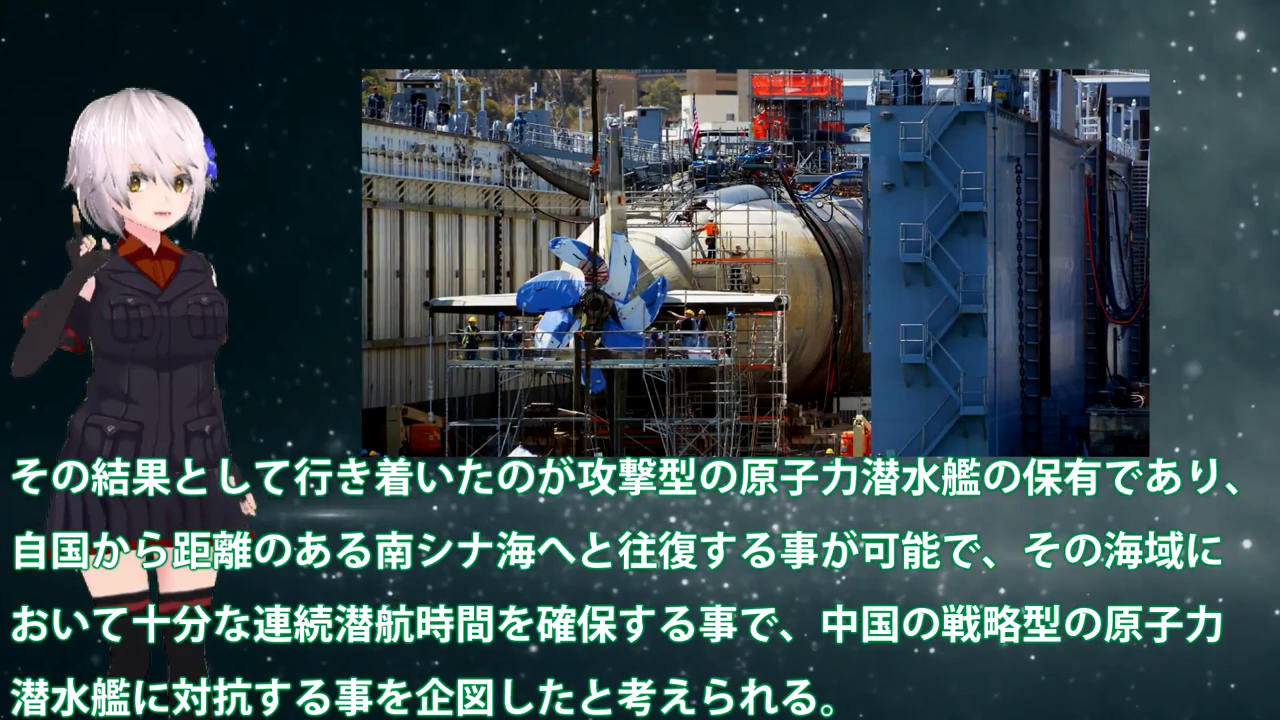 その結果として行き着いたのが攻撃型の原子力潜水艦の保有であり、
自国から距離のある南シナ海へと往復する事が可能で、その海域に
おいて十分な連続潜航時間を確保する事で、中国の戦略型の原子力
潜水艦に対抗する事を企図したと考えられる。